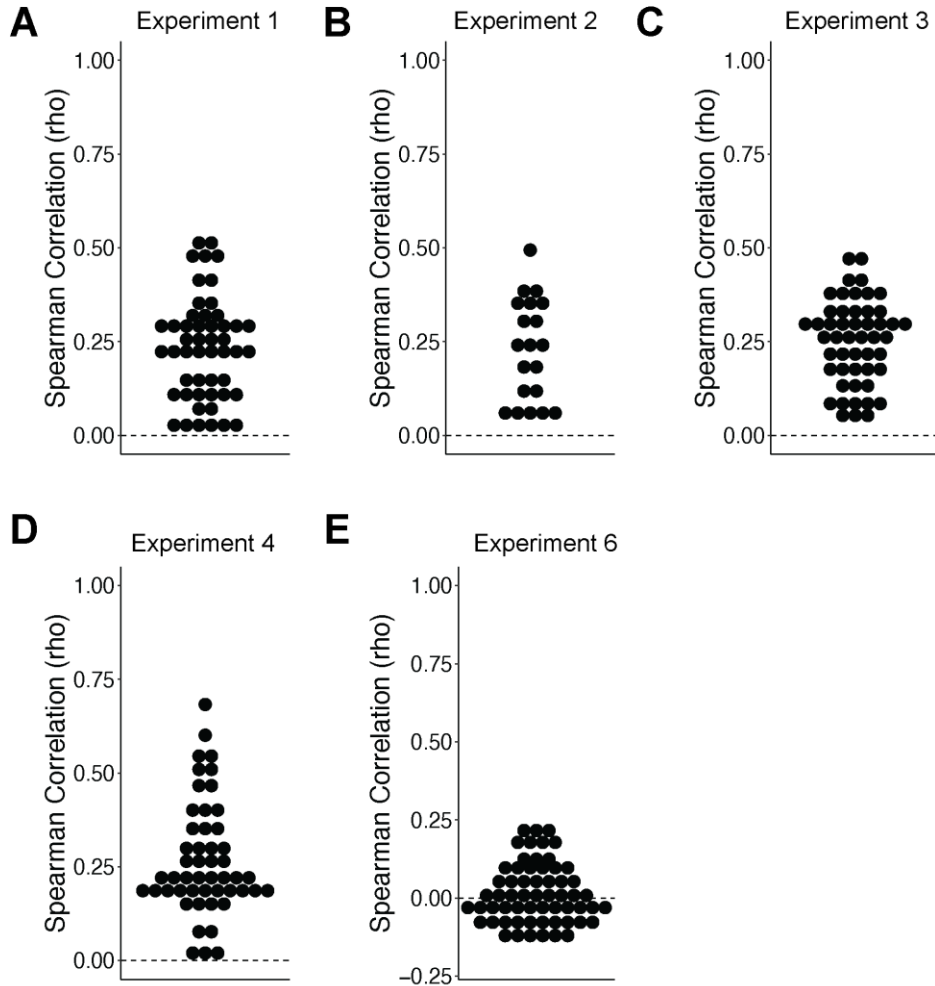 A
Experiment 1
Spearman Correlation (rho)
1.00
0.75
0.50
0.25
0.00
B
Experiment 2
Spearman Correlation (rho)
1.00
0.75
0.50
0.25
0.00
C
Experiment 3
Spearman Correlation (rho)
1.00
0.75
0.50
0.25
0.00
D
Experiment 4
Spearman Correlation (rho)
1.00
0.75
0.50
0.25
0.00
E
Experiment 6
Spearman Correlation (rho)
1.00
0.75
0.50
0.25
0.00
−0.25